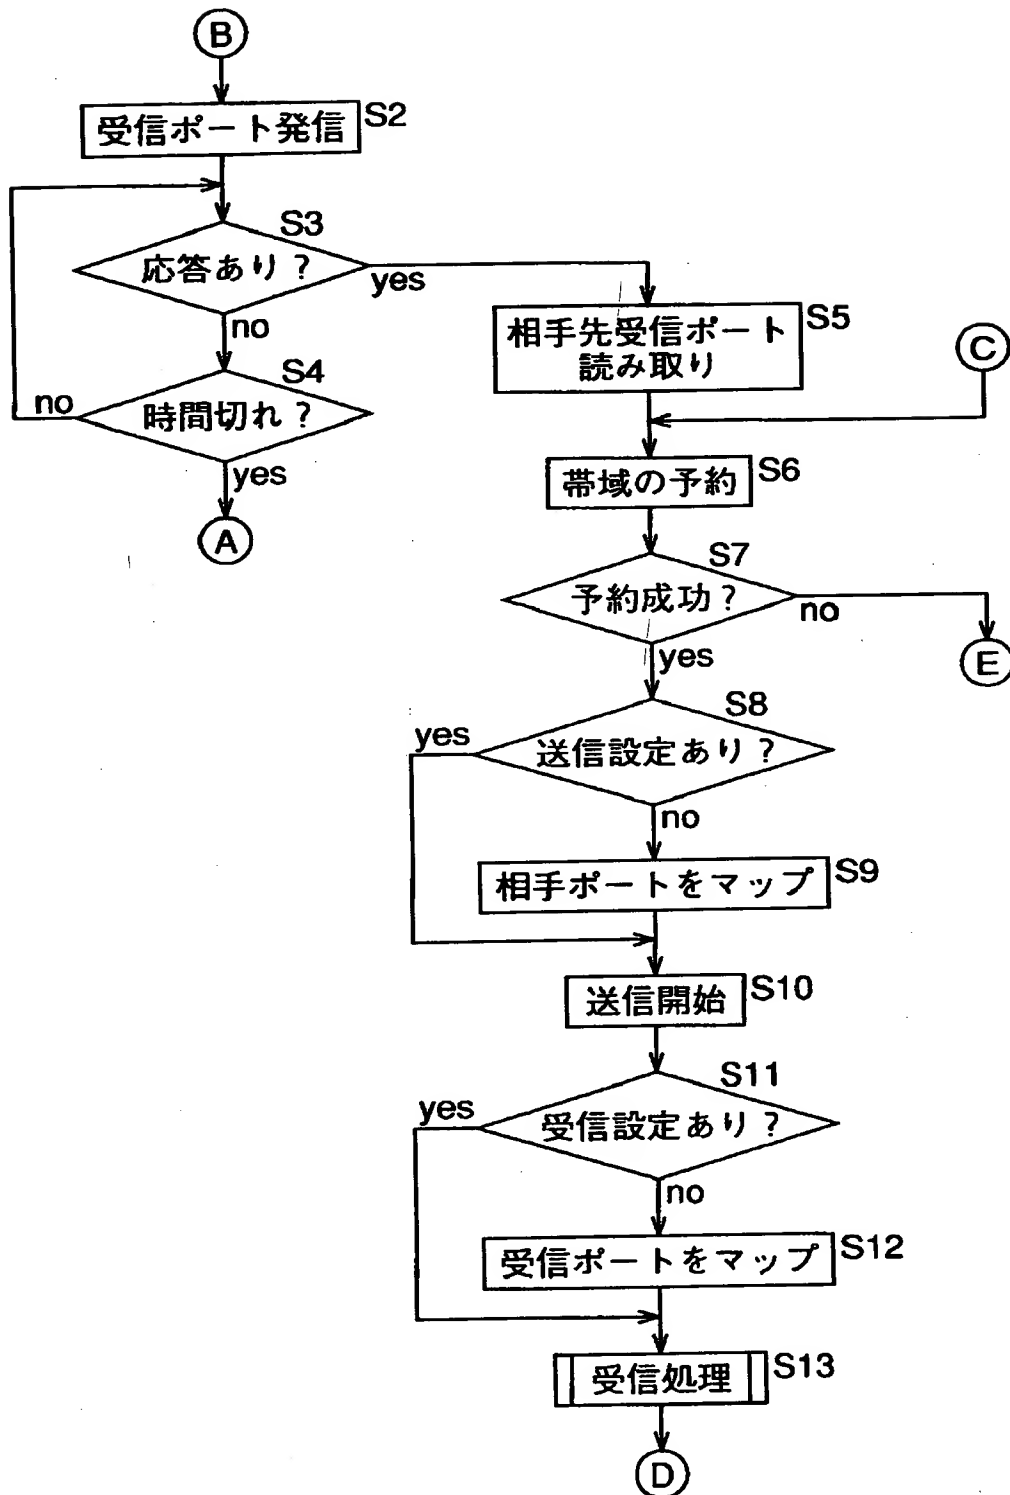 B
受信ポート発信
S2
S3
応答あり?
yes
no
S4
時間切れ?
no
yes
A
相手先受信ポート
読み取り
S5
C
帯域の予約
S6
S7
予約成功?
no
E
yes
S8
送信設定あり?
yes
no
相手ポートをマップ
S9
送信開始
S10
S11
受信設定あり?
yes
no
受信ポートをマップ
S12
受信処理
S13
D